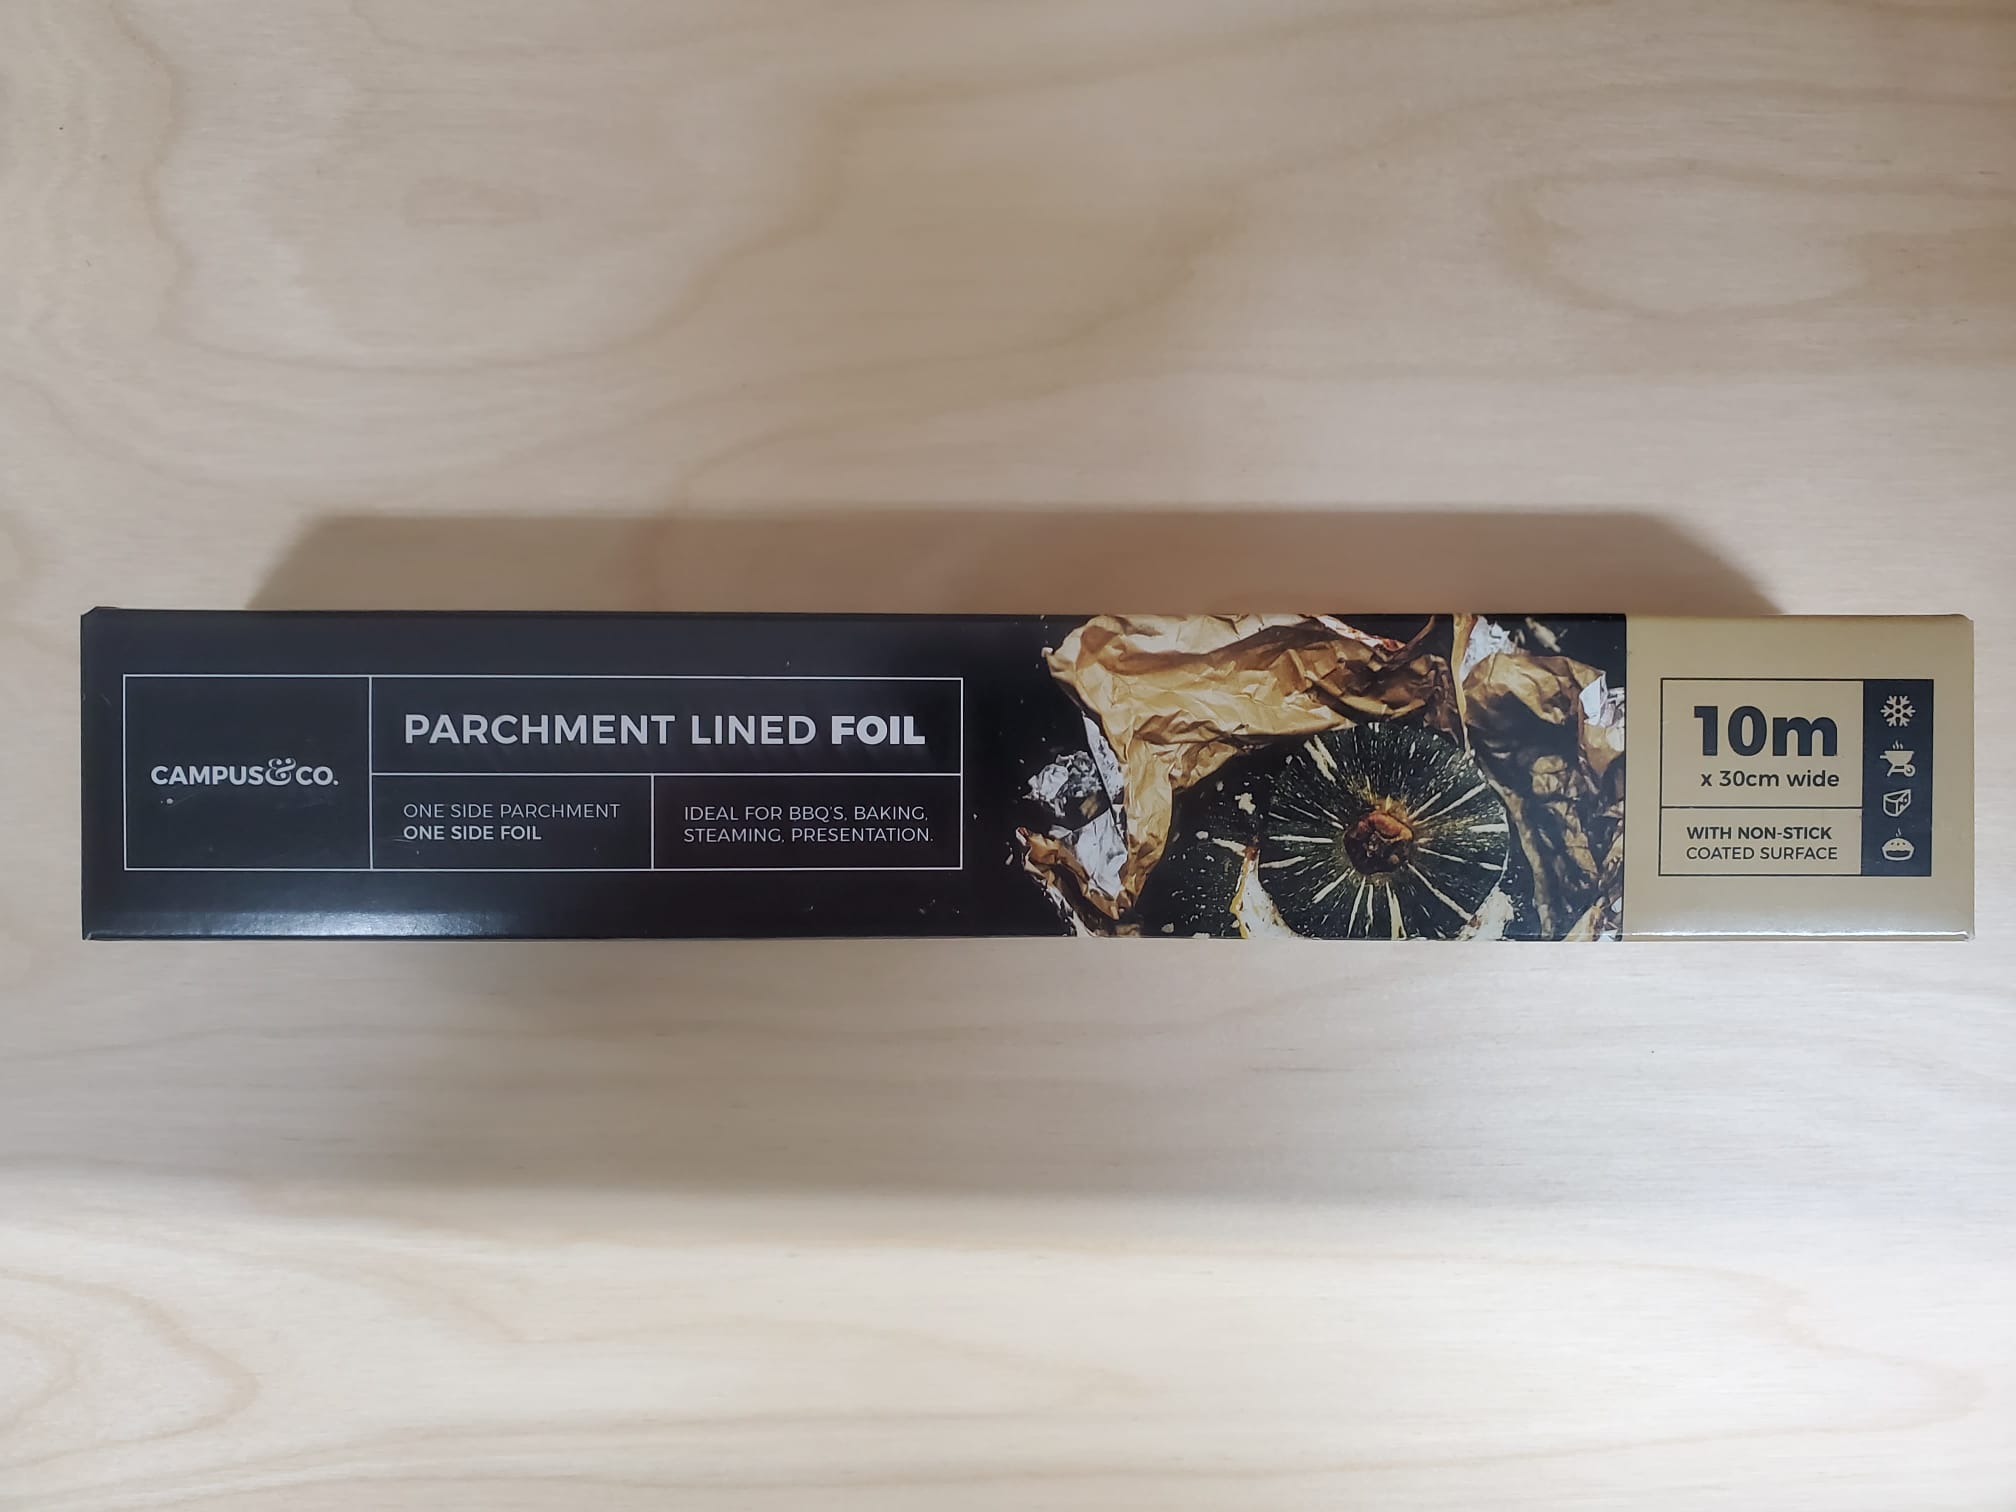 CAMPUS&CO.
PARCHMENT LINED FOIL
ONE SIDE PARCHMENT
ONE SIDE FOIL
IDEAL FOR BBQ'S, BAKING,
STEAMING, PRESENTATION.
10m
x 30cm wide
WITH NON-STICK
COATED SURFACE